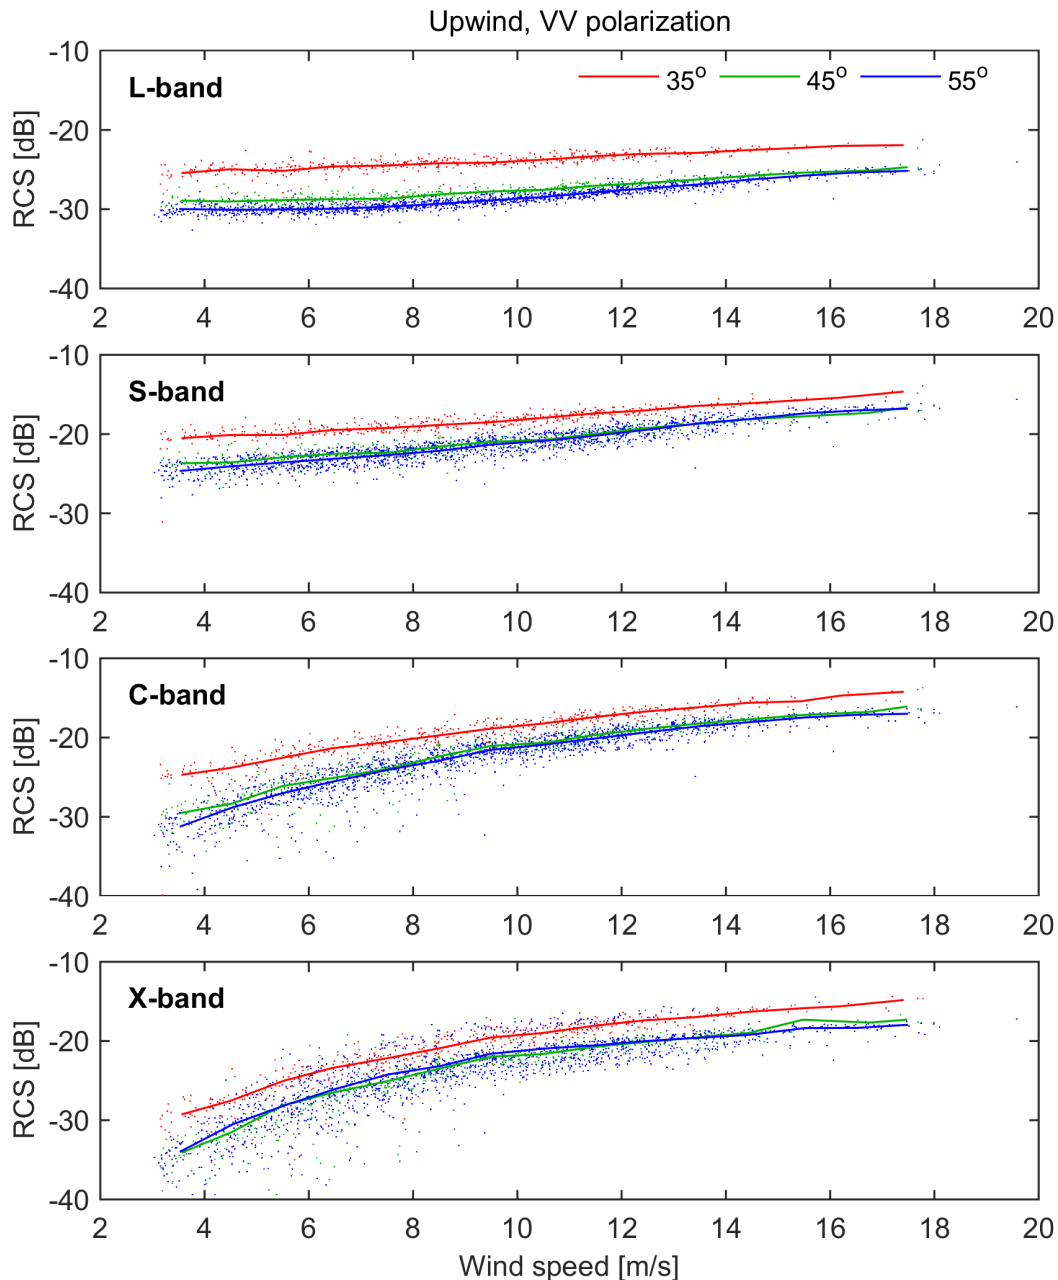 Upwind, VV polarization
-10
L-band
35° 45° 55°
-20
RCS [dB]
-30
-40
2 4 6 8 10 12 14 16 18 20
-10
S-band
-20
RCS [dB]
-30
-40
2 4 6 8 10 12 14 16 18 20
-10
C-band
-20
RCS [dB]
-30
-40
2 4 6 8 10 12 14 16 18 20
-10
X-band
-20
RCS [dB]
-30
-40
2 4 6 8 10 12 14 16 18 20
Wind speed [m/s]